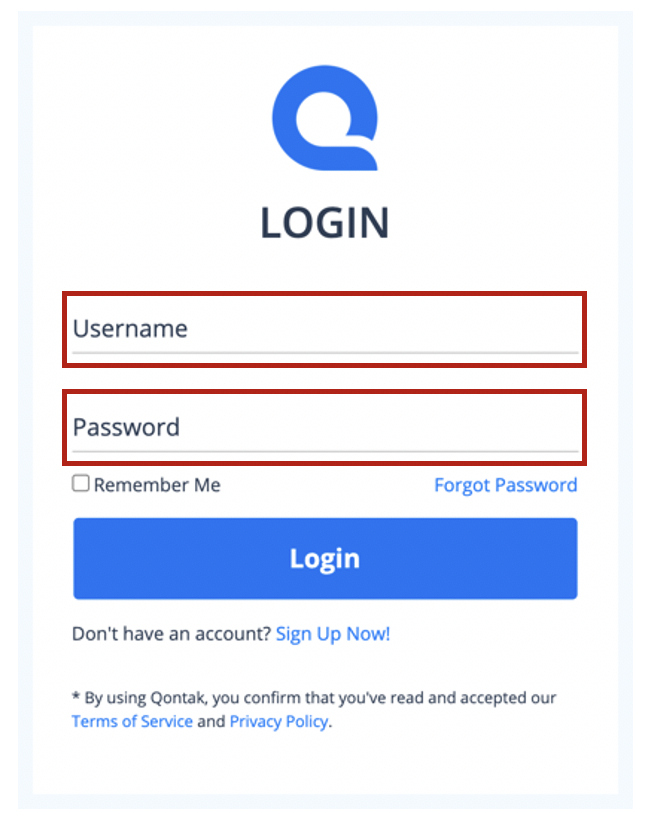 LOGIN
Username
Password
Remember Me
Forgot Password
Login
Don't have an account? Sign Up Now!
* By using Qontak, you confirm that you've read and accepted our
Terms of Service and Privacy Policy.